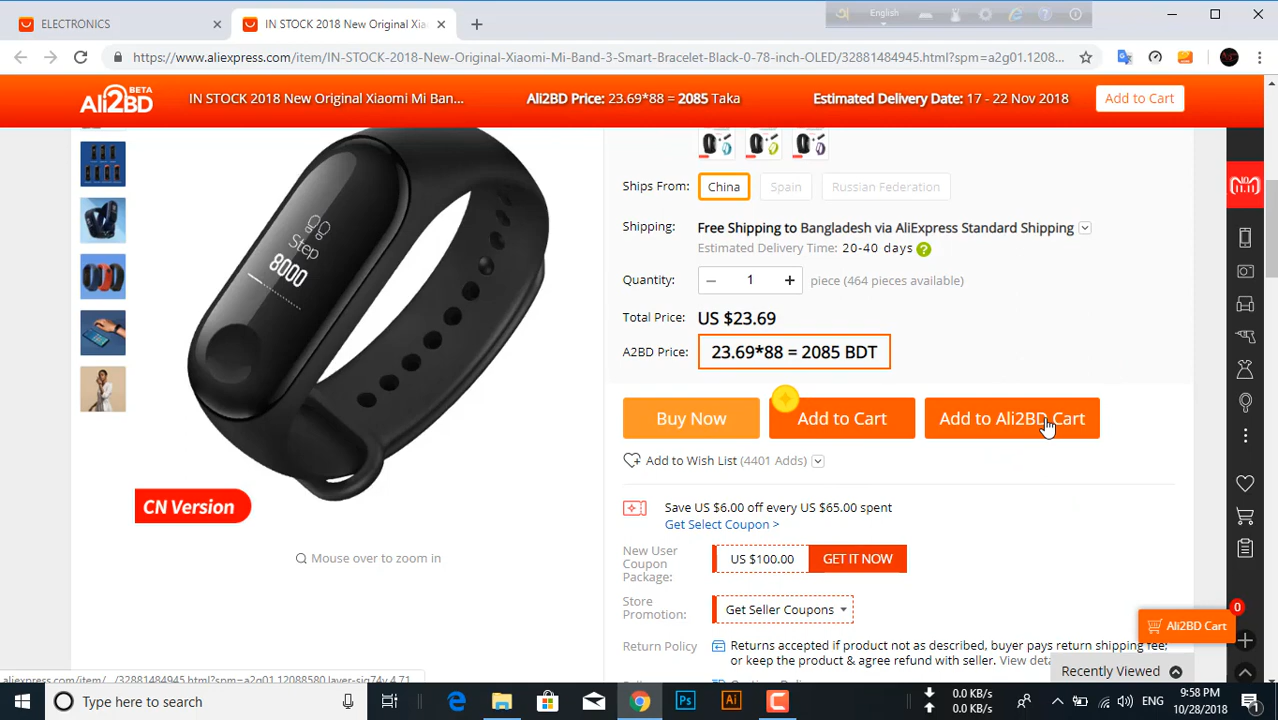 ELECTRONICS
IN STOCK 2018 New Original Xiao
English
https://www.aliexpress.com/item/IN-STOCK-2018-New-Original-Xiaomi-Mi-Band-3-Smart-Bracelet-Black-0-78-inch-OLED/32881484945.html?spm=a2g01.1208...
Ali2BD BETA
IN STOCK 2018 New Original Xiaomi Mi Ban...
Ali2BD Price: 23.69*88 = 2085 Taka
Estimated Delivery Date: 17 - 22 Nov 2018
Add to Cart
Ships From: China Spain Russian Federation
11.11
Shipping: Free Shipping to Bangladesh via AliExpress Standard Shipping
Estimated Delivery Time: 20-40 days ?
Quantity: − 1 + piece (464 pieces available)
Step
8000
Total Price: US $23.69
A2BD Price: 23.69*88 = 2085 BDT
Buy Now
Add to Cart
Add to Ali2BD Cart
Add to Wish List (4401 Adds)
CN Version
Save US $6.00 off every US $65.00 spent
Get Select Coupon >
Mouse over to zoom in
New User
Coupon
Package:
US $100.00 GET IT NOW
Store
Promotion:
Get Seller Coupons
0
Ali2BD Cart
Return Policy
Returns accepted if product not as described, buyer pays return shipping fee;
or keep the product & agree refund with seller. View deta
Recently Viewed
Type here to search
Ps
Ai
0.0 KB/s
0.0 KB/s
ENG
9:58 PM
10/28/2018
1